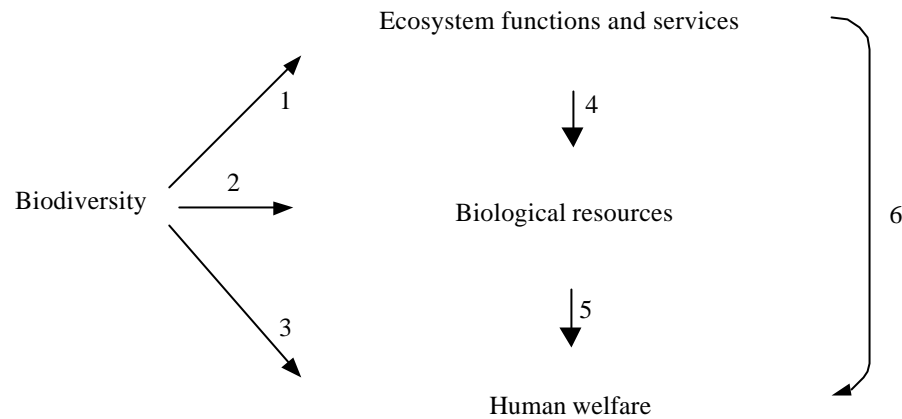 Ecosystem functions and services
1
4
2
Biodiversity
Biological resources
6
3
5
Human welfare